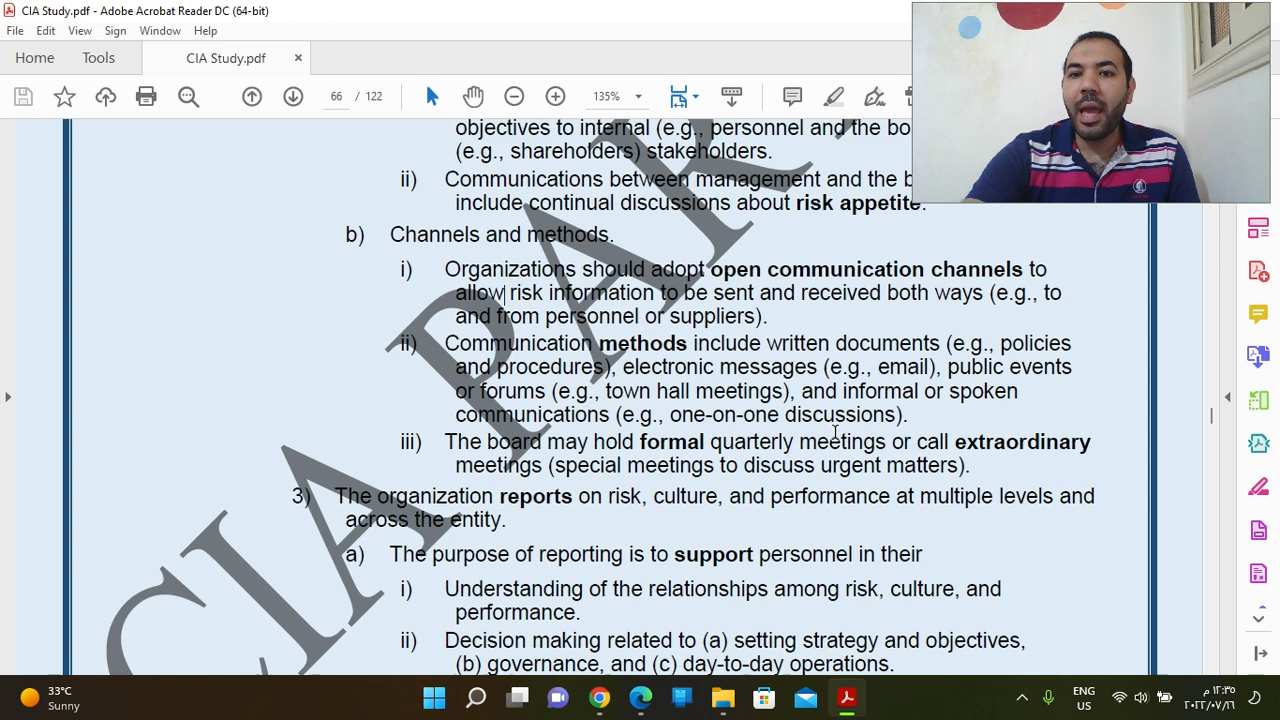 CIA Study.pdf - Adobe Acrobat Reader DC (64-bit)
File Edit View Sign Window Help
Home Tools CIA Study.pdf ×
66 / 122 135%
objectives to internal (e.g., personnel and the bo
(e.g., shareholders) stakeholders.
ii) Communications between management and the b
include continual discussions about risk appetite.
b) Channels and methods.
i) Organizations should adopt open communication channels to
allow risk information to be sent and received both ways (e.g., to
and from personnel or suppliers).
ii) Communication methods include written documents (e.g., policies
and procedures), electronic messages (e.g., email), public events
or forums (e.g., town hall meetings), and informal or spoken
communications (e.g., one-on-one discussions).
iii) The board may hold formal quarterly meetings or call extraordinary
meetings (special meetings to discuss urgent matters).
3) The organization reports on risk, culture, and performance at multiple levels and
across the entity.
a) The purpose of reporting is to support personnel in their
i) Understanding of the relationships among risk, culture, and
performance.
ii) Decision making related to (a) setting strategy and objectives,
(b) governance, and (c) day-to-day operations.
CIA PAR
33°C
Sunny
ENG
US
١٢:٣٥ م
٢٠٢٢/٠٧/١٦